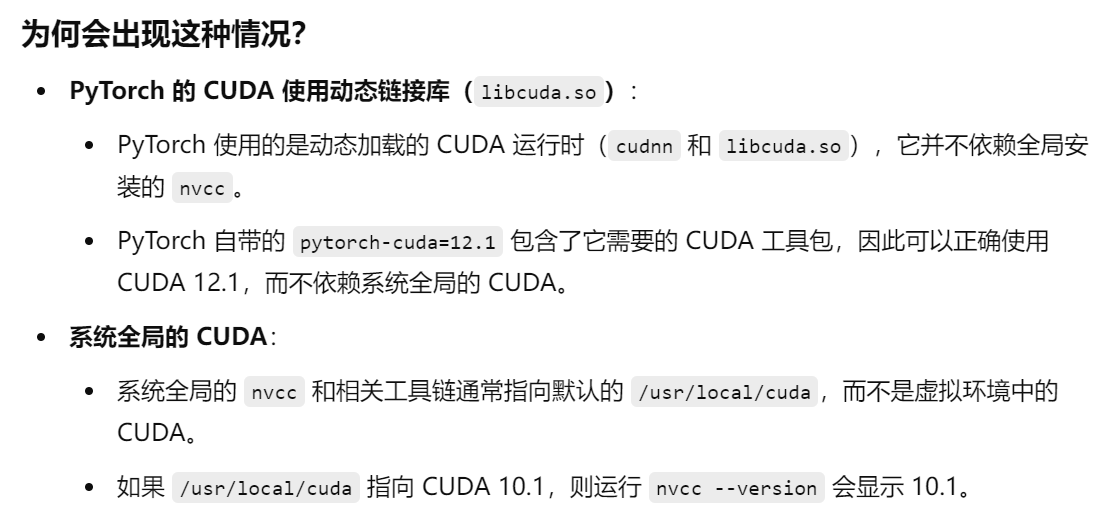 为何会出现这种情况？
• PyTorch 的 CUDA 使用动态链接库（libcuda.so）：
• PyTorch 使用的是动态加载的 CUDA 运行时（cudnn 和 libcuda.so），它并不依赖全局安
装的 nvcc。
• PyTorch 自带的 pytorch-cuda=12.1 包含了它需要的 CUDA 工具包，因此可以正确使用
CUDA 12.1，而不依赖系统全局的 CUDA。
• 系统全局的 CUDA：
• 系统全局的 nvcc 和相关工具链通常指向默认的 /usr/local/cuda，而不是虚拟环境中的
CUDA。
• 如果 /usr/local/cuda 指向 CUDA 10.1，则运行 nvcc --version 会显示 10.1。